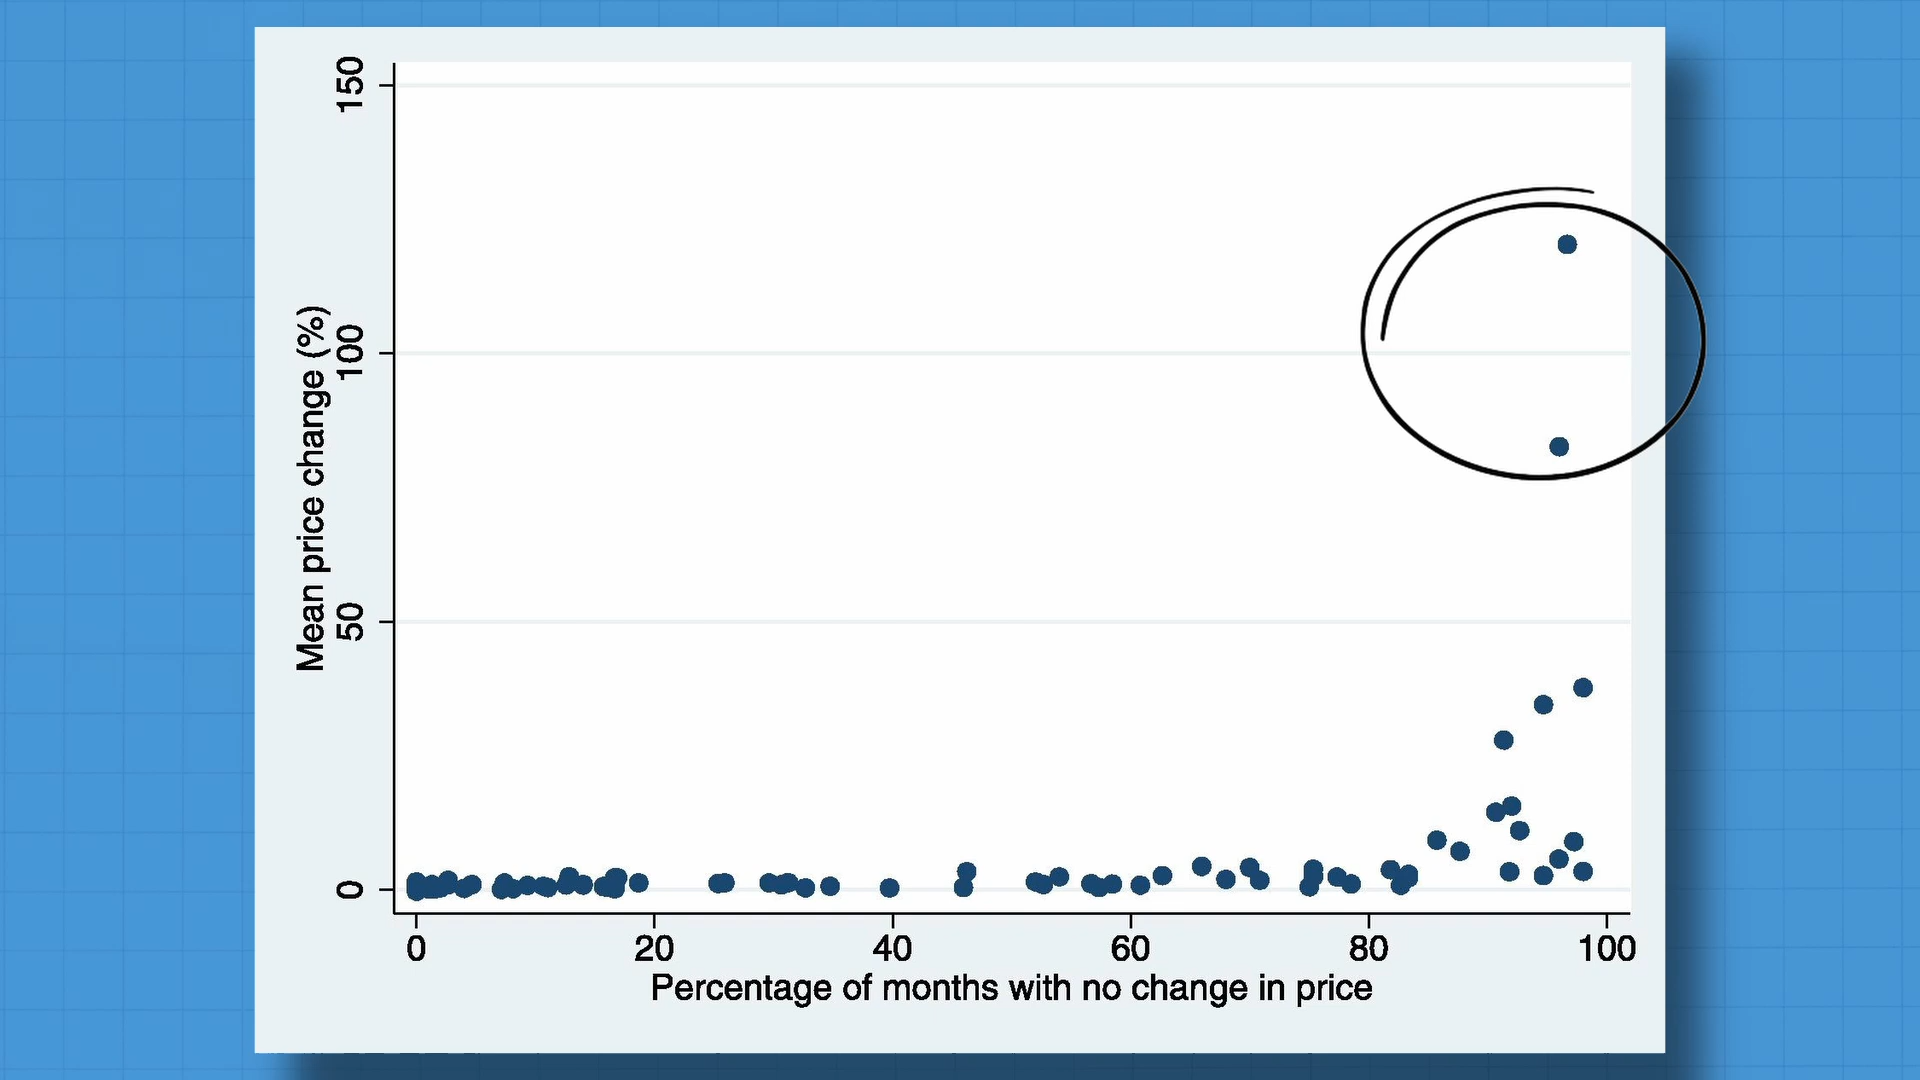 150
100
50
0
Mean price change (%)
0 20 40 60 80 100
Percentage of months with no change in price